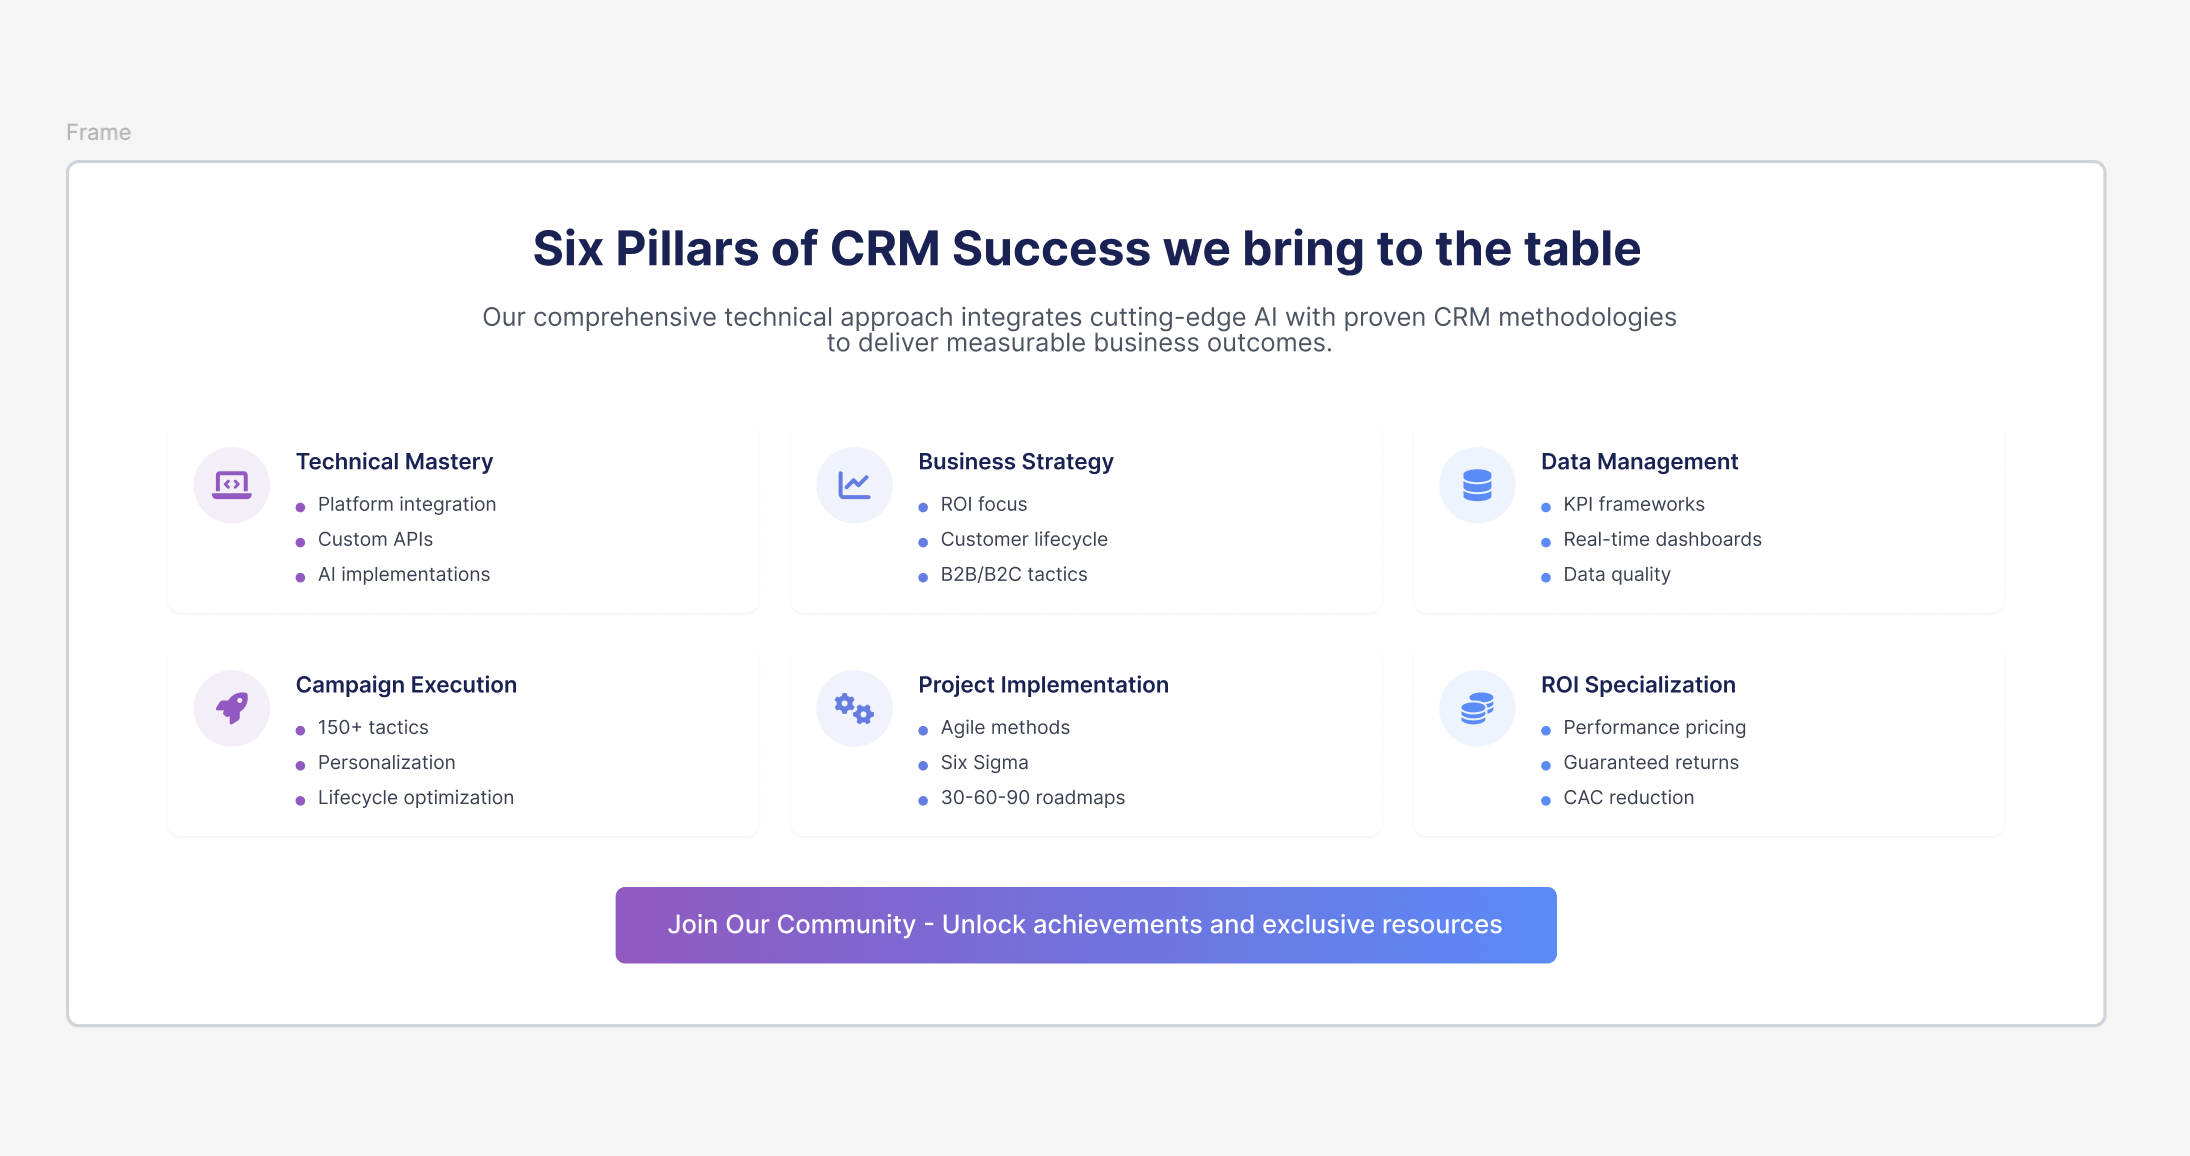 Frame
Six Pillars of CRM Success we bring to the table
Our comprehensive technical approach integrates cutting-edge AI with proven CRM methodologies
to deliver measurable business outcomes.
Technical Mastery
Platform integration
Custom APIs
AI implementations
Business Strategy
ROI focus
Customer lifecycle
B2B/B2C tactics
Data Management
KPI frameworks
Real-time dashboards
Data quality
Campaign Execution
150+ tactics
Personalization
Lifecycle optimization
Project Implementation
Agile methods
Six Sigma
30-60-90 roadmaps
ROI Specialization
Performance pricing
Guaranteed returns
CAC reduction
Join Our Community - Unlock achievements and exclusive resources